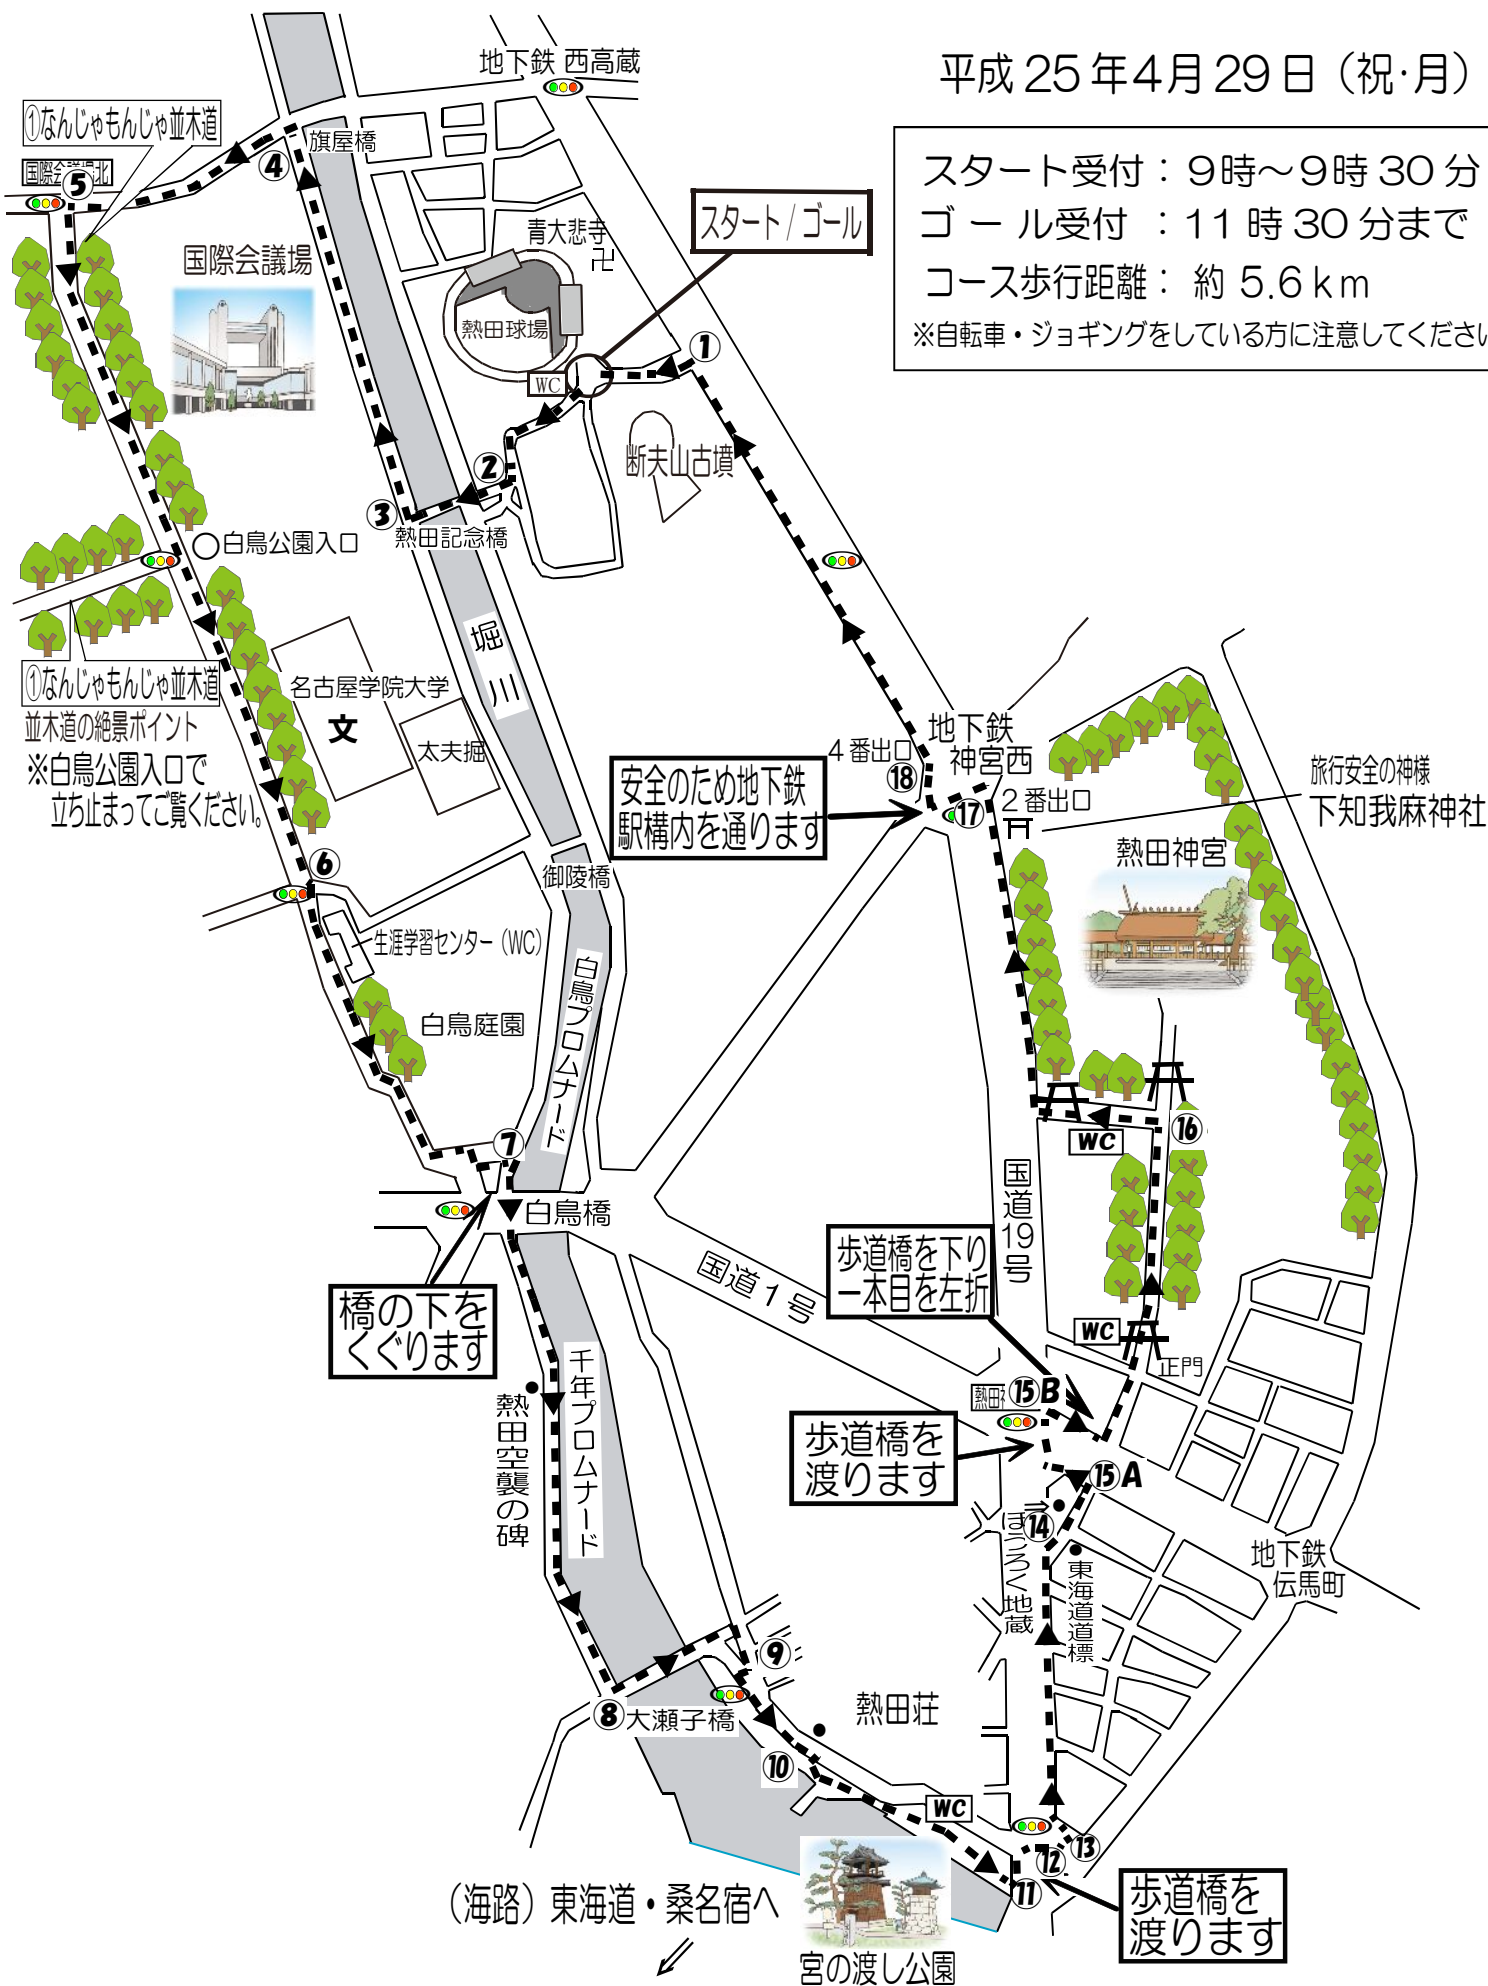 平成25年4月29日（祝・月）
スタート受付：9時～9時30分
ゴール受付：11時30分まで
コース歩行距離：約5.6km
※自転車・ジョギングをしている方に注意してください
地下鉄 西高蔵
①なんじゃもんじゃ並木道
国際会議場北
⑤
④
旗屋橋
国際会議場
青大悲寺
卍
熱田球場
WC
スタート/ゴール
①
断夫山古墳
②
③
熱田記念橋
白鳥公園入口
①なんじゃもんじゃ並木道
並木道の絶景ポイント
※白鳥公園入口で
立ち止まってご覧ください。
名古屋学院大学
文
太夫堀
堀川
地下鉄
神宮西
4番出口
⑱
⑰
2番出口
安全のため地下鉄
駅構内を通ります
旅行安全の神様
下知我麻神社
熱田神宮
⑥
御陵橋
生涯学習センター（WC）
白鳥庭園
白鳥プロムナード
⑦
白鳥橋
橋の下を
くぐります
WC
⑯
国道19号
国道1号
歩道橋を下り
一本目を左折
WC
正門
熱田
⑮B
歩道橋を
渡ります
⑮A
⑭
ほうろく地蔵
東海道道標
地下鉄
伝馬町
千年プロムナード
熱田空襲の碑
⑧
大瀬子橋
⑨
⑩
熱田荘
WC
⑪
⑫
⑬
歩道橋を
渡ります
（海路）東海道・桑名宿へ
宮の渡し公園